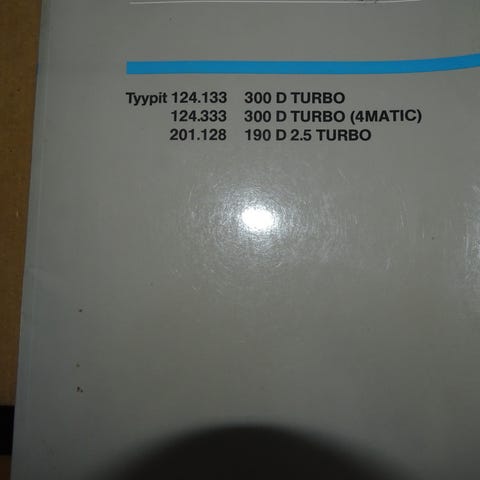 Tyypit 124.133 300 D TURBO
124.333 300 D TURBO (4MATIC)
201.128 190 D 2.5 TURBO